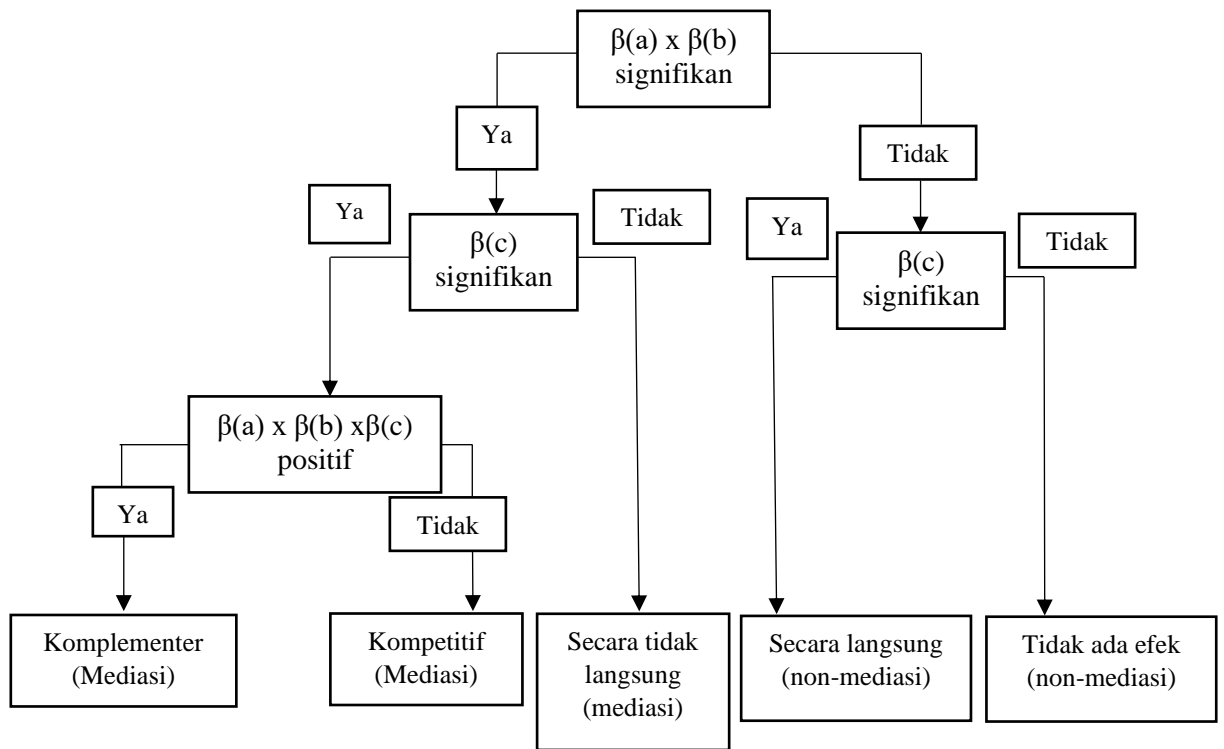 β(a) x β(b)
signifikan
Ya
Tidak
Ya
Tidak
Ya
Tidak
β(c)
signifikan
β(c)
signifikan
β(a) x β(b) xβ(c)
positif
Ya
Tidak
Komplementer
(Mediasi)
Kompetitif
(Mediasi)
Secara tidak
langsung
(mediasi)
Secara langsung
(non-mediasi)
Tidak ada efek
(non-mediasi)